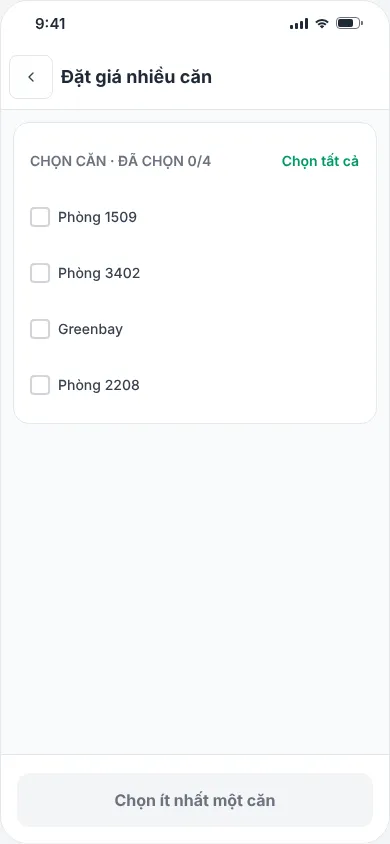 9:41
Đặt giá nhiều căn
CHỌN CĂN · ĐÃ CHỌN 0/4
Chọn tất cả
Phòng 1509
Phòng 3402
Greenbay
Phòng 2208
Chọn ít nhất một căn